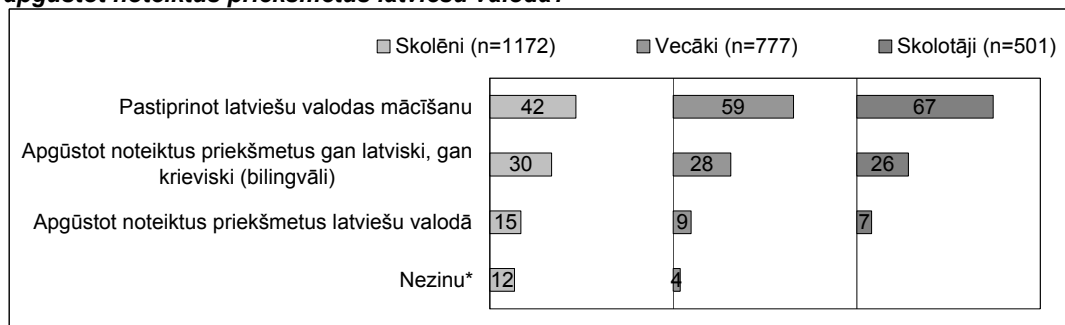 apgūstot noteiktus priekšmetus latviešu valodā?
Skolēni (n=1172) Vecāki (n=777) Skolotāji (n=501)
Pastiprinot latviešu valodas mācīšanu 42 59 67
Apgūstot noteiktus priekšmetus gan latviski, gan
krieviski (bilingvāli) 30 28 26
Apgūstot noteiktus priekšmetus latviešu valodā 15 9 7
Nezinu* 12 4